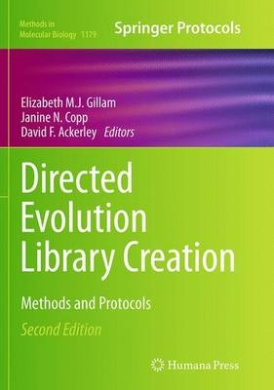 Methods in
Molecular Biology 1179
Springer Protocols
Elizabeth M.J. Gillam
Janine N. Copp
David F. Ackerley Editors
Directed
Evolution
Library Creation
Methods and Protocols
Second Edition
Humana Press